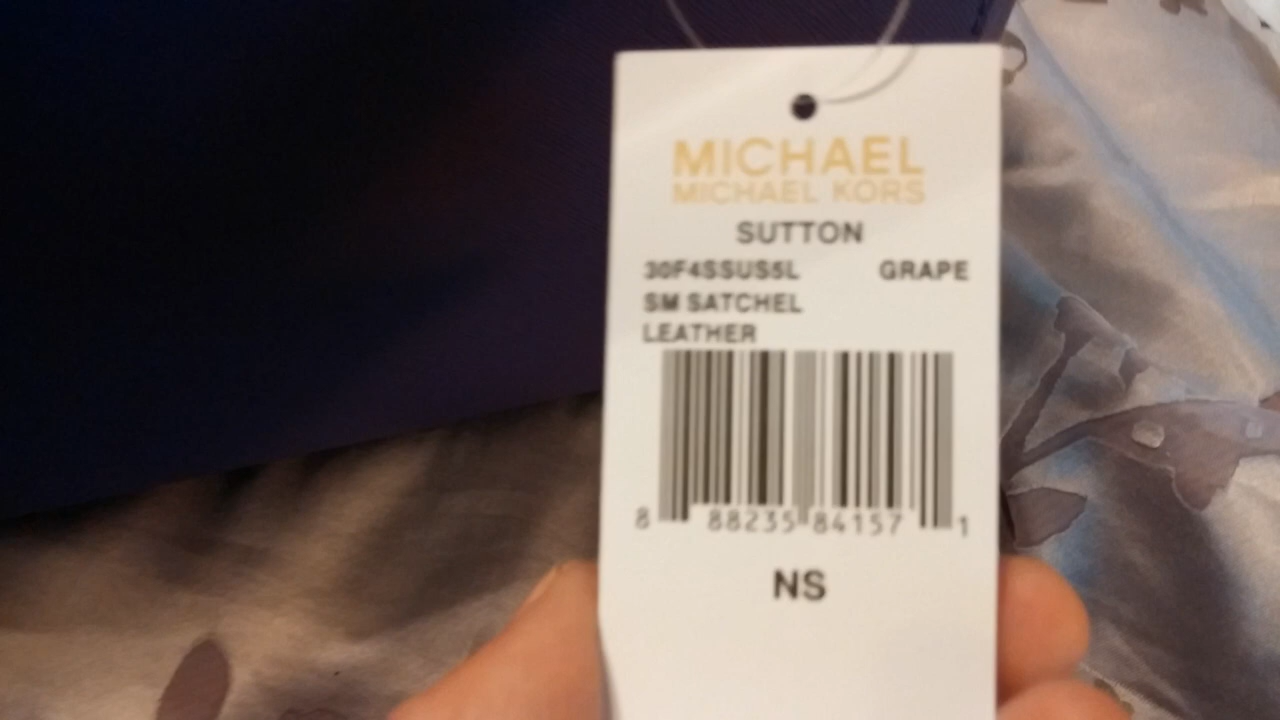 MICHAEL
MICHAEL KORS
SUTTON
30F4SSUS5L GRAPE
SM SATCHEL
LEATHER
8 88235 84157 1
NS